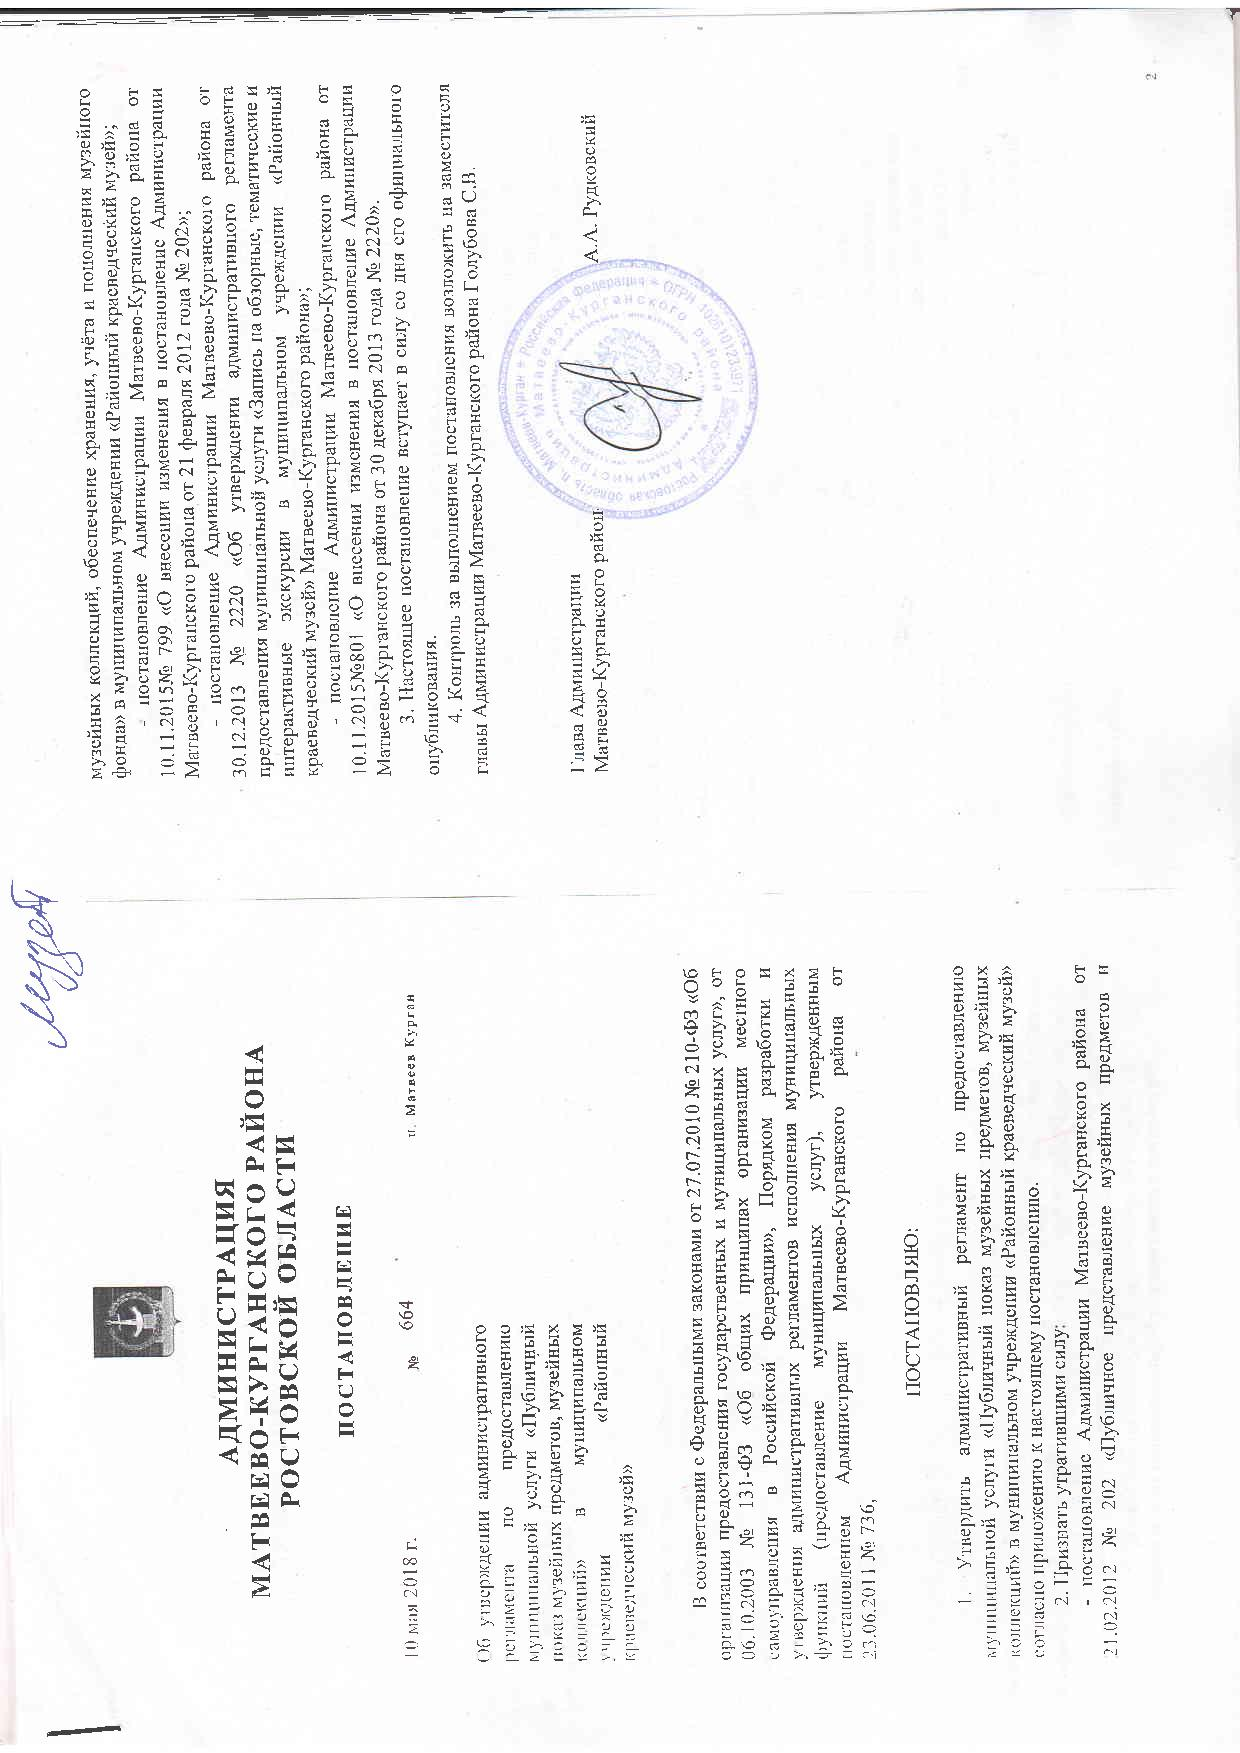 музей
АДМИНИСТРАЦИЯ
МАТВЕЕВО-КУРГАНСКОГО РАЙОНА
РОСТОВСКОЙ ОБЛАСТИ
ПОСТАНОВЛЕНИЕ
10 мая 2018 г. № 664 п. Матвеев Курган
Об утверждении административного
регламента по предоставлению
муниципальной услуги «Публичный
показ музейных предметов, музейных
коллекций» в муниципальном
учреждении «Районный
краеведческий музей»
В соответствии с Федеральными законами от 27.07.2010 № 210-ФЗ «Об
организации предоставления государственных и муниципальных услуг», от
06.10.2003 № 131-ФЗ «Об общих принципах организации местного
самоуправления в Российской Федерации», Порядком разработки и
утверждения административных регламентов исполнения муниципальных
функций (предоставление муниципальных услуг), утвержденным
постановлением Администрации Матвеево-Курганского района от
23.06.2011 № 736,
ПОСТАНОВЛЯЮ:
1. Утвердить административный регламент по предоставлению
муниципальной услуги «Публичный показ музейных предметов, музейных
коллекций» в муниципальном учреждении «Районный краеведческий музей»
согласно приложению к настоящему постановлению.
2. Признать утратившими силу:
- постановление Администрации Матвеево-Курганского района от
21.02.2012 № 202 «Публичное представление музейных предметов и
2
музейных коллекций, обеспечение хранения, учёта и пополнения музейного
фонда» в муниципальном учреждении «Районный краеведческий музей»;
- постановление Администрации Матвеево-Курганского района от
10.11.2015№ 799 «О внесении изменения в постановление Администрации
Матвеево-Курганского района от 21 февраля 2012 года № 202»;
- постановление Администрации Матвеево-Курганского района от
30.12.2013 № 2220 «Об утверждении административного регламента
предоставления муниципальной услуги «Запись на обзорные, тематические и
интерактивные экскурсии в муниципальном учреждении «Районный
краеведческий музей» Матвеево-Курганского района»;
- постановление Администрации Матвеево-Курганского района от
10.11.2015№801 «О внесении изменения в постановление Администрации
Матвеево-Курганского района от 30 декабря 2013 года № 2220».
3. Настоящее постановление вступает в силу со дня его официального
опубликования.
4. Контроль за выполнением постановления возложить на заместителя
главы Администрации Матвеево-Курганского района Голубова С.В.
Глава Администрации
Матвеево-Курганского район А.А. Рудковский
Ростовская область п. Матвеев-Курган * Российская Федерация * ОГРН
Администрация Матвеево-Курганского района